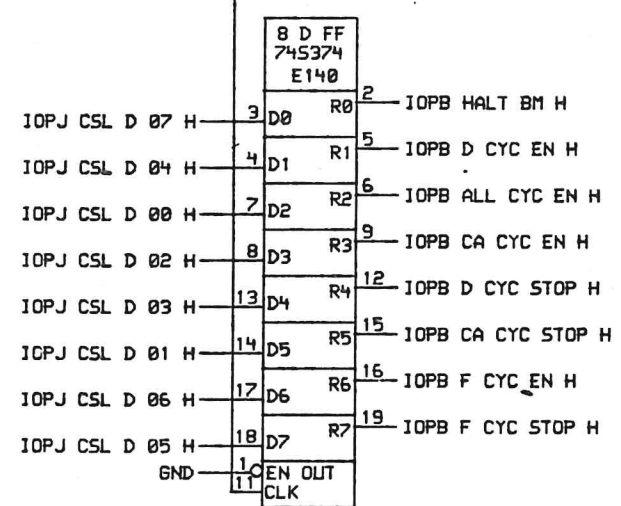 8 D FF
74S374
E140
IOPJ CSL D 07 H 3 D0 R0 2 IOPB HALT BM H
IOPJ CSL D 04 H 4 D1 R1 5 IOPB D CYC EN H
IOPJ CSL D 00 H 7 D2 R2 6 IOPB ALL CYC EN H
IOPJ CSL D 02 H 8 D3 R3 9 IOPB CA CYC EN H
IOPJ CSL D 03 H 13 D4 R4 12 IOPB D CYC STOP H
IOPJ CSL D 01 H 14 D5 R5 15 IOPB CA CYC STOP H
IOPJ CSL D 06 H 17 D6 R6 16 IOPB F CYC EN H
IOPJ CSL D 05 H 18 D7 R7 19 IOPB F CYC STOP H
GND 1 EN OUT
11 CLK